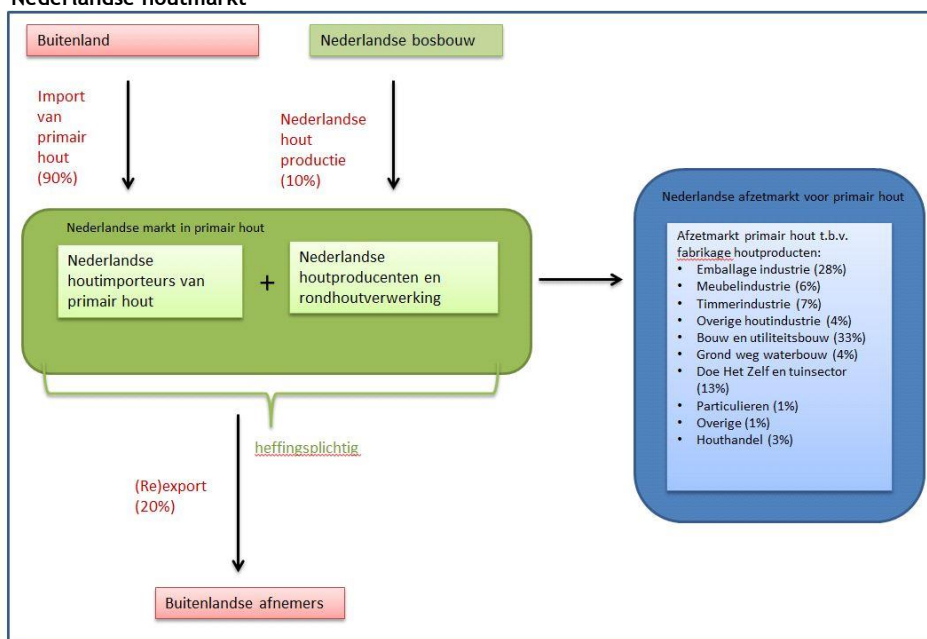 Nederlandse houtmarkt
Buitenland
Nederlandse bosbouw
Import
van
primair
hout
(90%)
Nederlandse
hout
productie
(10%)
Nederlandse markt in primair hout
Nederlandse
houtimporteurs van
primair hout
+
Nederlandse
houtproducenten en
rondhoutverwerking
heffingsplichtig
(Re)export
(20%)
Buitenlandse afnemers
Nederlandse afzetmarkt voor primair hout
Afzetmarkt primair hout t.b.v.
fabrikage houtproducten:
• Emballage industrie (28%)
• Meubelindustrie (6%)
• Timmerindustrie (7%)
• Overige houtindustrie (4%)
• Bouw en utiliteitsbouw (33%)
• Grond weg waterbouw (4%)
• Doe Het Zelf en tuinsector
(13%)
• Particulieren (1%)
• Overige (1%)
• Houthandel (3%)